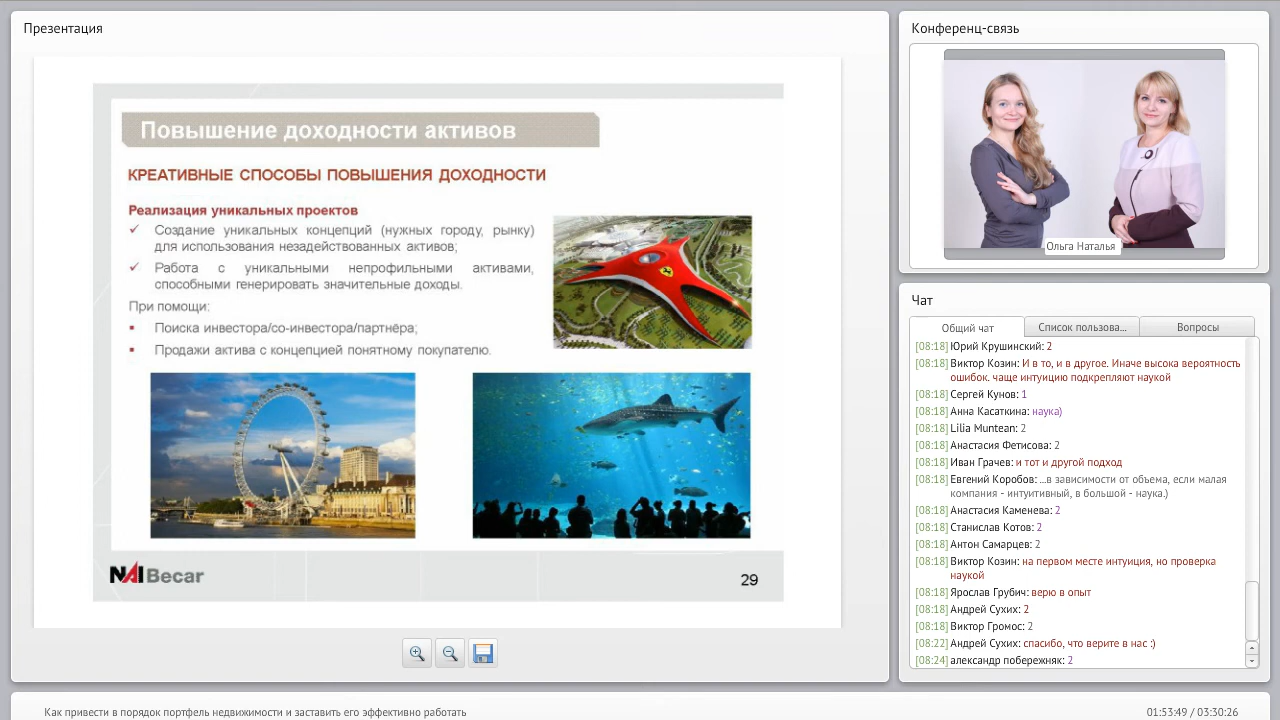 Презентация
Повышение доходности активов
КРЕАТИВНЫЕ СПОСОБЫ ПОВЫШЕНИЯ ДОХОДНОСТИ
Реализация уникальных проектов
✓ Создание уникальных концепций (нужных городу, рынку)
для использования незадействованных активов;
✓ Работа с уникальными непрофильными активами,
способными генерировать значительные доходы.
При помощи:
▪ Поиска инвестора/со-инвестора/партнёра;
▪ Продажи актива с концепцией понятному покупателю.
NAI Becar
29
Конференц-связь
Ольга Наталья
Чат
Общий чат
Список пользова...
Вопросы
[08:18] Юрий Крушинский: 2
[08:18] Виктор Козин: И в то, и в другое. Иначе высока вероятность
ошибок. чаще интуицию подкрепляют наукой
[08:18] Сергей Кунов: 1
[08:18] Анна Касаткина: наука)
[08:18] Lilia Muntean: 2
[08:18] Анастасия Фетисова: 2
[08:18] Иван Грачев: и тот и другой подход
[08:18] Евгений Коробов: ...в зависимости от объема, если малая
компания - интуитивный, в большой - наука.)
[08:18] Анастасия Каменева: 2
[08:18] Станислав Котов: 2
[08:18] Антон Самарцев: 2
[08:18] Виктор Козин: на первом месте интуиция, но проверка
наукой
[08:18] Ярослав Грубич: верю в опыт
[08:18] Андрей Сухих: 2
[08:18] Виктор Громос: 2
[08:22] Андрей Сухих: спасибо, что верите в нас :)
[08:24] александр побережняк: 2
Как привести в порядок портфель недвижимости и заставить его эффективно работать
01:53:49 / 03:30:26